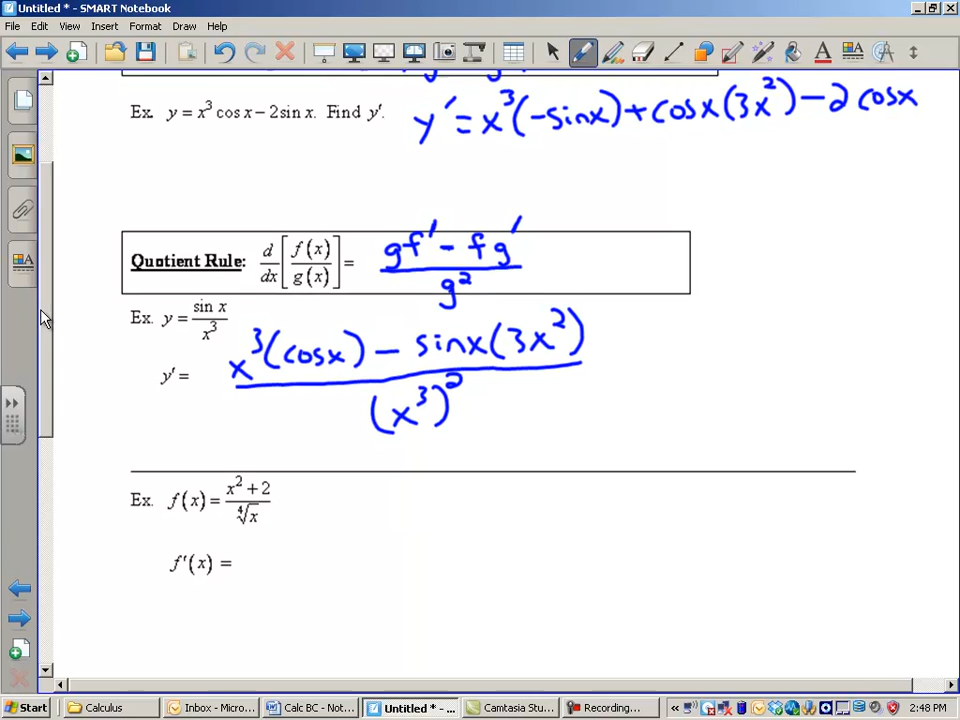 Untitled * - SMART Notebook
File Edit View Insert Format Draw Help
Ex. y = x³ cos x − 2 sin x. Find y'.
y' = x³(-sinx) + cosx(3x²) - 2 cosx
Quotient Rule: d/dx [f(x)/g(x)] = (gf' - fg')/g²
Ex. y = sin x / x³
y' = (x³(cosx) - sinx(3x²))/(x³)²
Ex. f(x) = (x² + 2)/⁴√x
f'(x) =
Start Calculus Inbox - Micro... Calc BC - Not... Untitled * - ... Camtasia Stu... Recording... 2:48 PM